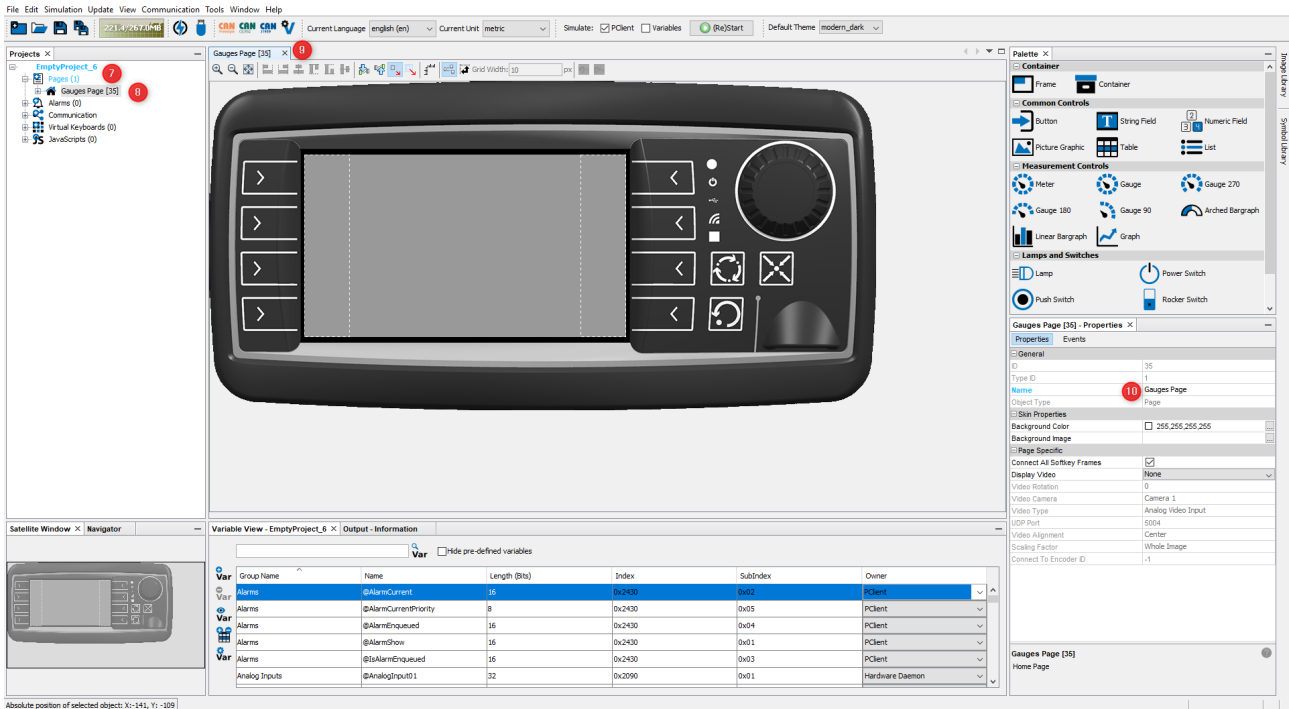 File Edit Simulation Update View Communication Tools Window Help
221.4/267.0MB CAN CAN CAN Current Language english (en) Current Unit metric Simulate: PClient Variables (Re)Start Default Theme modern_dark
Projects ×
EmptyProject_6
7
Pages (1)
Gauges Page [35] 8
Alarms (0)
Communication
Virtual Keyboards (0)
JS JavaScripts (0)
Gauges Page [35] × 9
Grid Width: 10 px
Palette ×
Container
Frame Container
Common Controls
Button T String Field 2 3 4 Numeric Field
Picture Graphic Table List
Measurement Controls
Meter Gauge Gauge 270
Gauge 180 Gauge 90 Arched Bargraph
Linear Bargraph Graph
Lamps and Switches
Lamp Power Switch
Push Switch Rocker Switch
Image Library
Symbol Library
Gauges Page [35] - Properties ×
Properties Events
General
ID 35
Type ID 1
Name 10 Gauges Page
Object Type Page
Skin Properties
Background Color 255,255,255,255 ...
Background Image ...
Page Specific
Connect All Softkey Frames
Display Video None
Video Rotation 0
Video Camera Camera 1
Video Type Analog Video Input
UDP Port 5004
Video Alignment Center
Scaling Factor Whole Image
Connect To Encoder ID -1
Gauges Page [35]
Home Page
Satellite Window × Navigator
Variable View - EmptyProject_6 × Output - Information
Var Hide pre-defined variables
Var Group Name Name Length (Bits) Index SubIndex Owner
Var Alarms @AlarmCurrent 16 0x2430 0x02 PClient
Var Alarms @AlarmCurrentPriority 8 0x2430 0x05 PClient
Alarms @AlarmEnqueued 16 0x2430 0x04 PClient
Alarms @AlarmShow 16 0x2430 0x01 PClient
Var Alarms @IsAlarmEnqueued 16 0x2430 0x03 PClient
Analog Inputs @AnalogInput01 32 0x2090 0x01 Hardware Daemon
Absolute position of selected object: X:-141, Y: -109